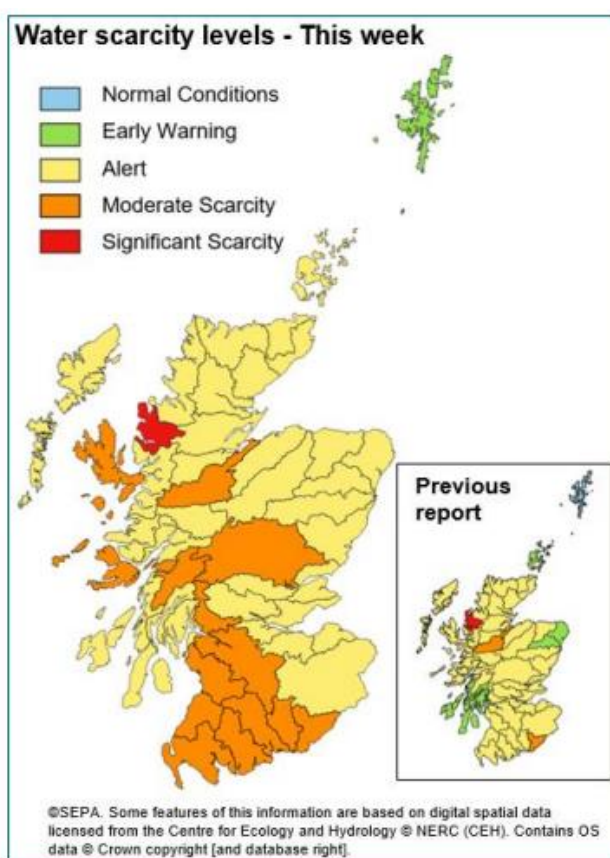 Water scarcity levels - This week
Normal Conditions
Early Warning
Alert
Moderate Scarcity
Significant Scarcity
Previous
report
©SEPA. Some features of this information are based on digital spatial data
licensed from the Centre for Ecology and Hydrology © NERC (CEH). Contains OS
data © Crown copyright [and database right].